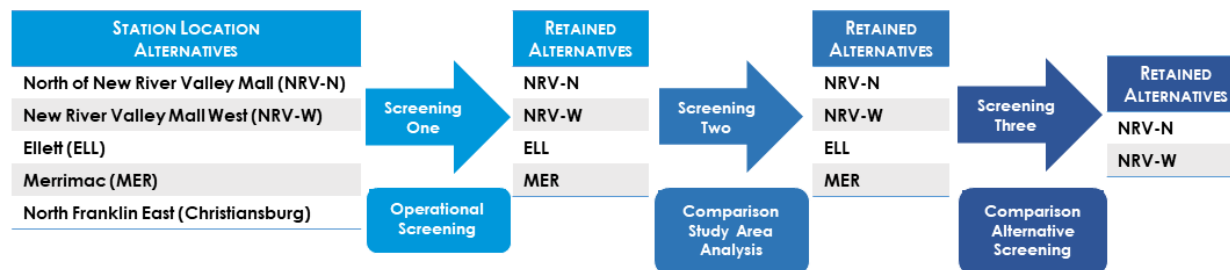 STATION LOCATION
ALTERNATIVES
North of New River Valley Mall (NRV-N)
New River Valley Mall West (NRV-W)
Ellett (ELL)
Merrimac (MER)
North Franklin East (Christiansburg)
Screening
One
Operational
Screening
RETAINED
ALTERNATIVES
NRV-N
NRV-W
ELL
MER
Screening
Two
Comparison
Study Area
Analysis
RETAINED
ALTERNATIVES
NRV-N
NRV-W
ELL
MER
Screening
Three
Comparison
Alternative
Screening
RETAINED
ALTERNATIVES
NRV-N
NRV-W